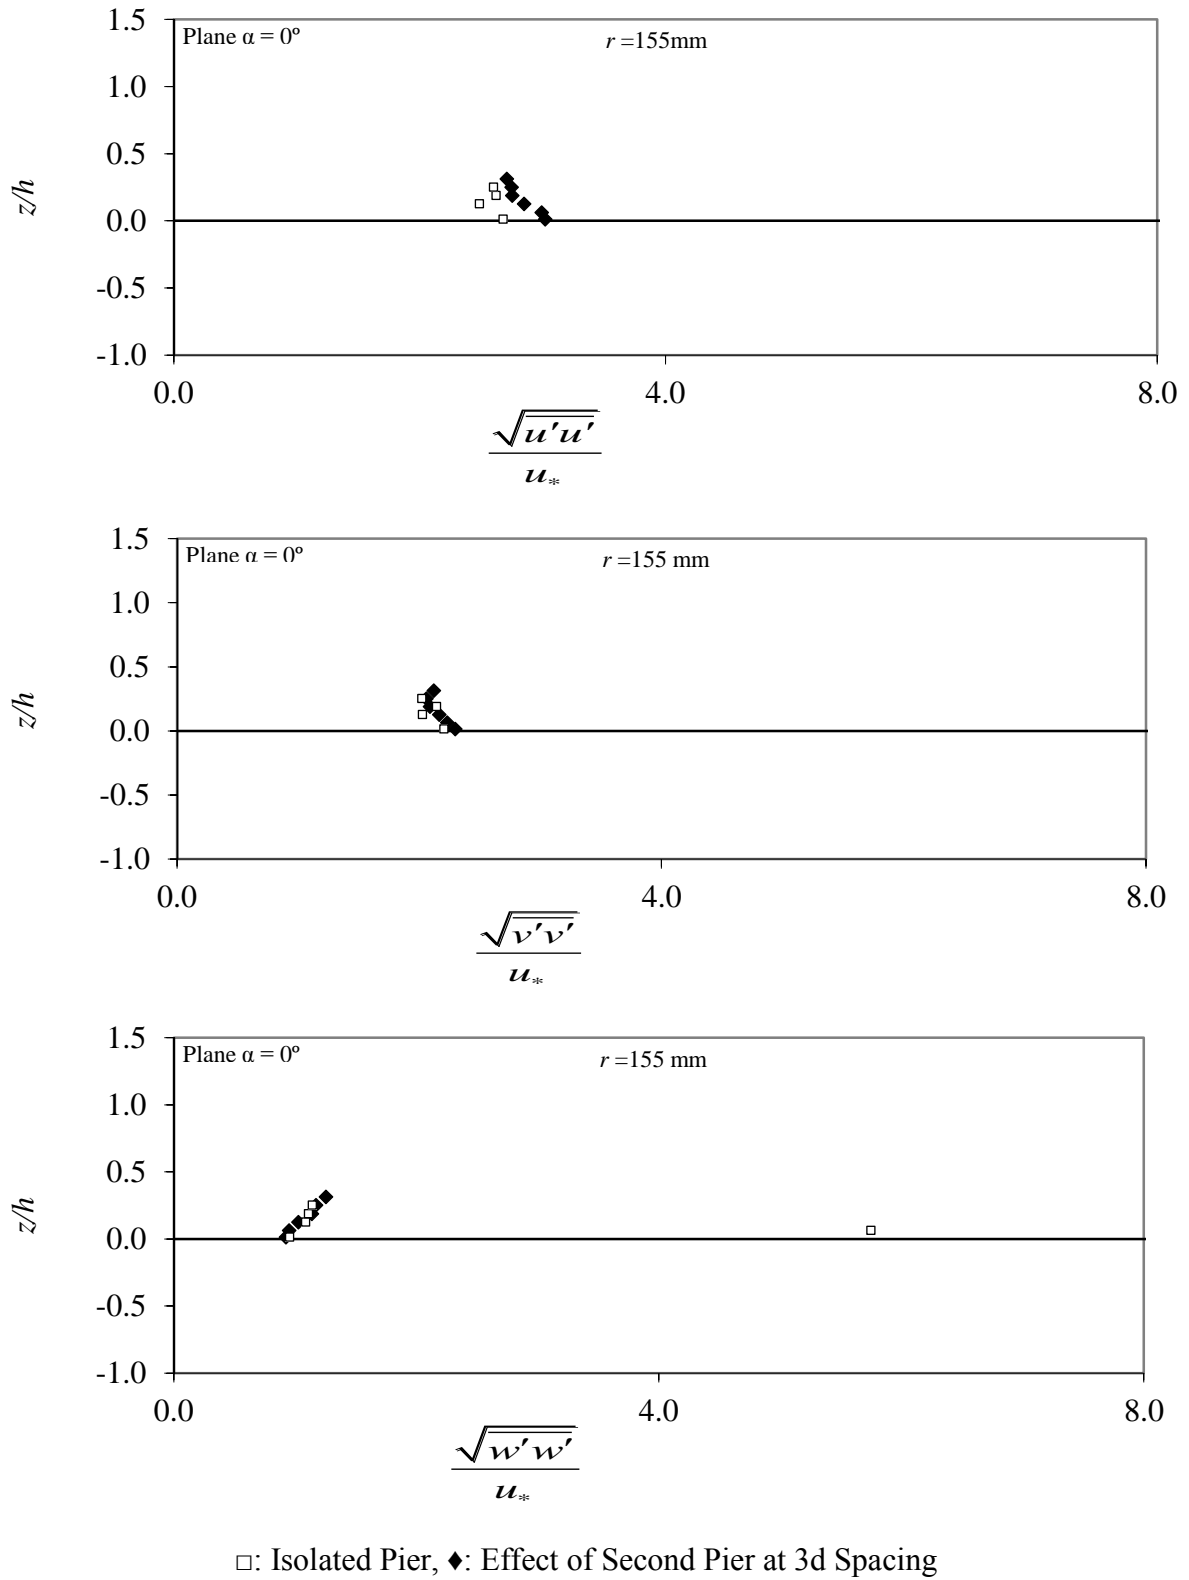 1.5
Plane α = 0º
r =155mm
1.0
0.5
z/h
0.0
-0.5
-1.0
0.0 4.0 8.0
√u′u′
u*
1.5
Plane α = 0º
r =155 mm
1.0
0.5
z/h
0.0
-0.5
-1.0
0.0 4.0 8.0
√v′v′
u*
1.5
Plane α = 0º
r =155 mm
1.0
0.5
z/h
0.0
-0.5
-1.0
0.0 4.0 8.0
√w′w′
u*
□: Isolated Pier, ♦: Effect of Second Pier at 3d Spacing